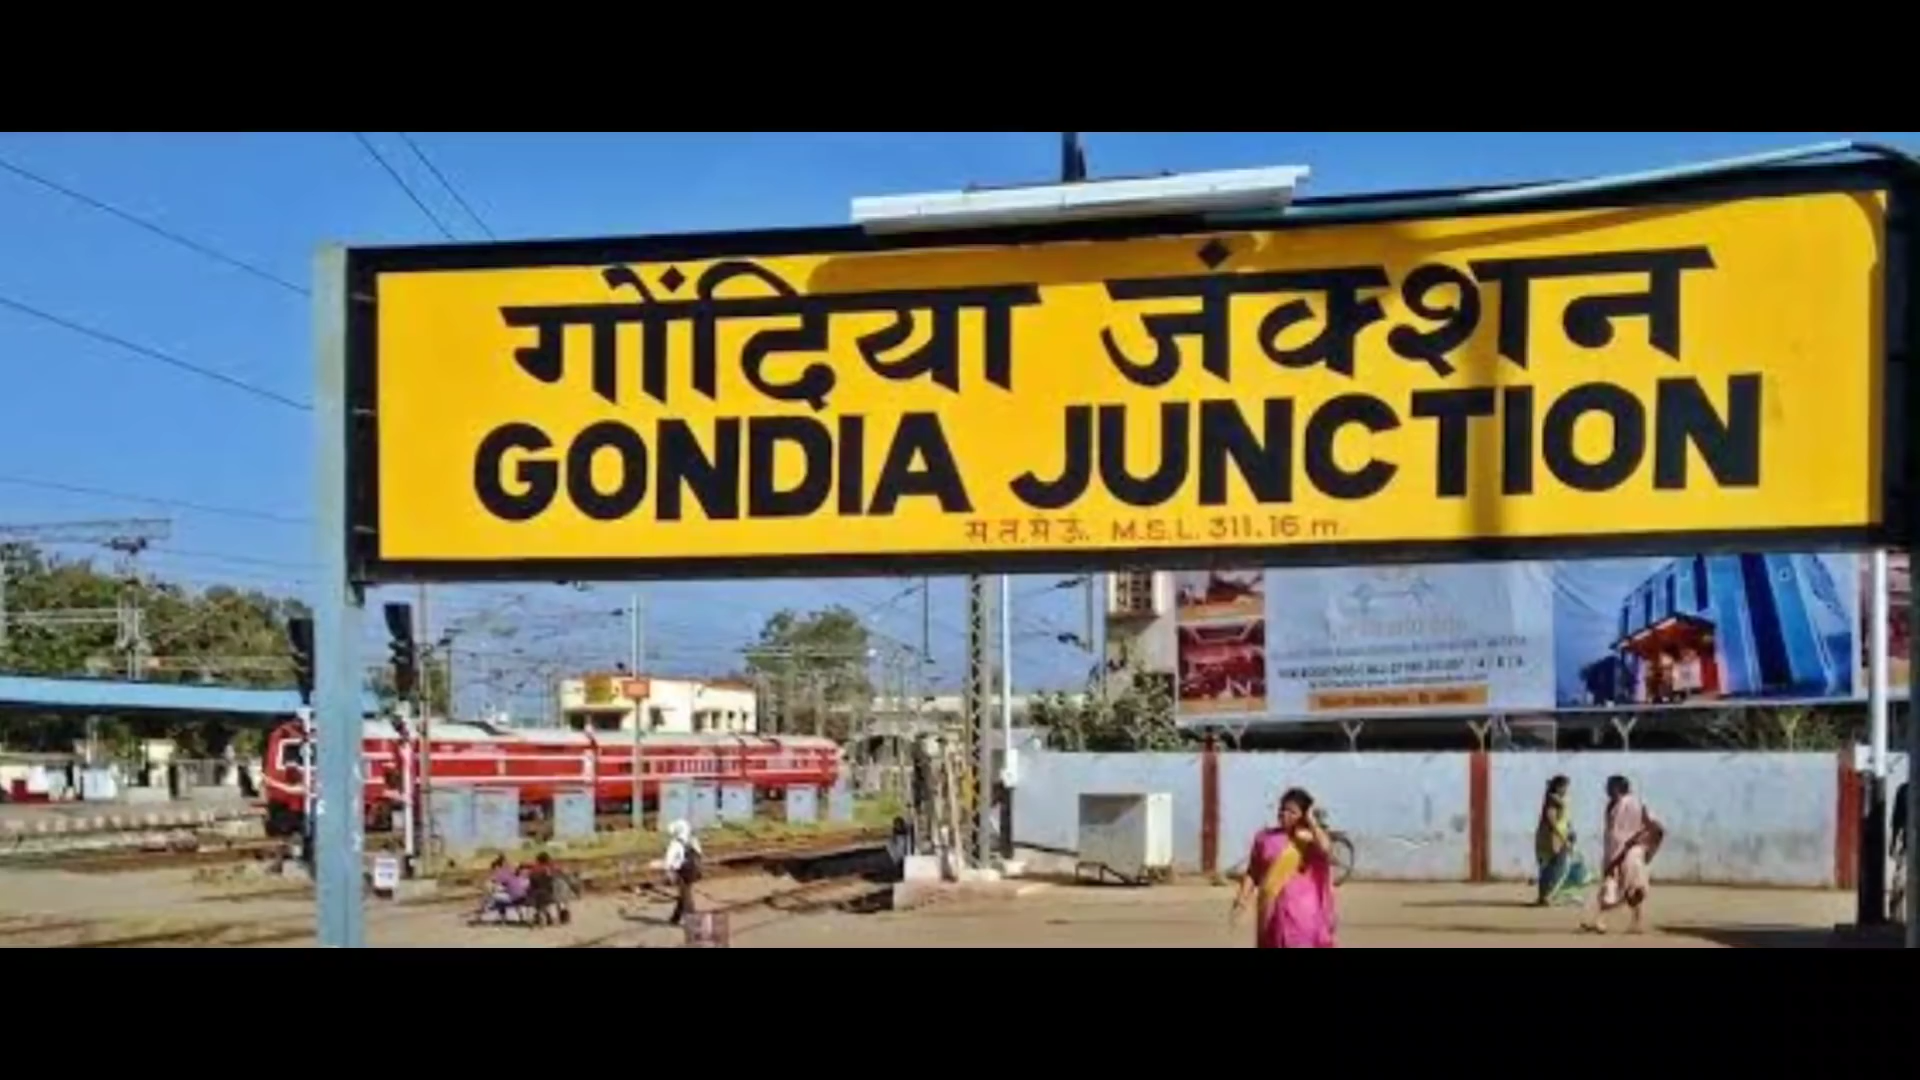 गोंदिया जंक्शन
GONDIA JUNCTION
स.त.से ऊ. M.S.L. 311.16 m.